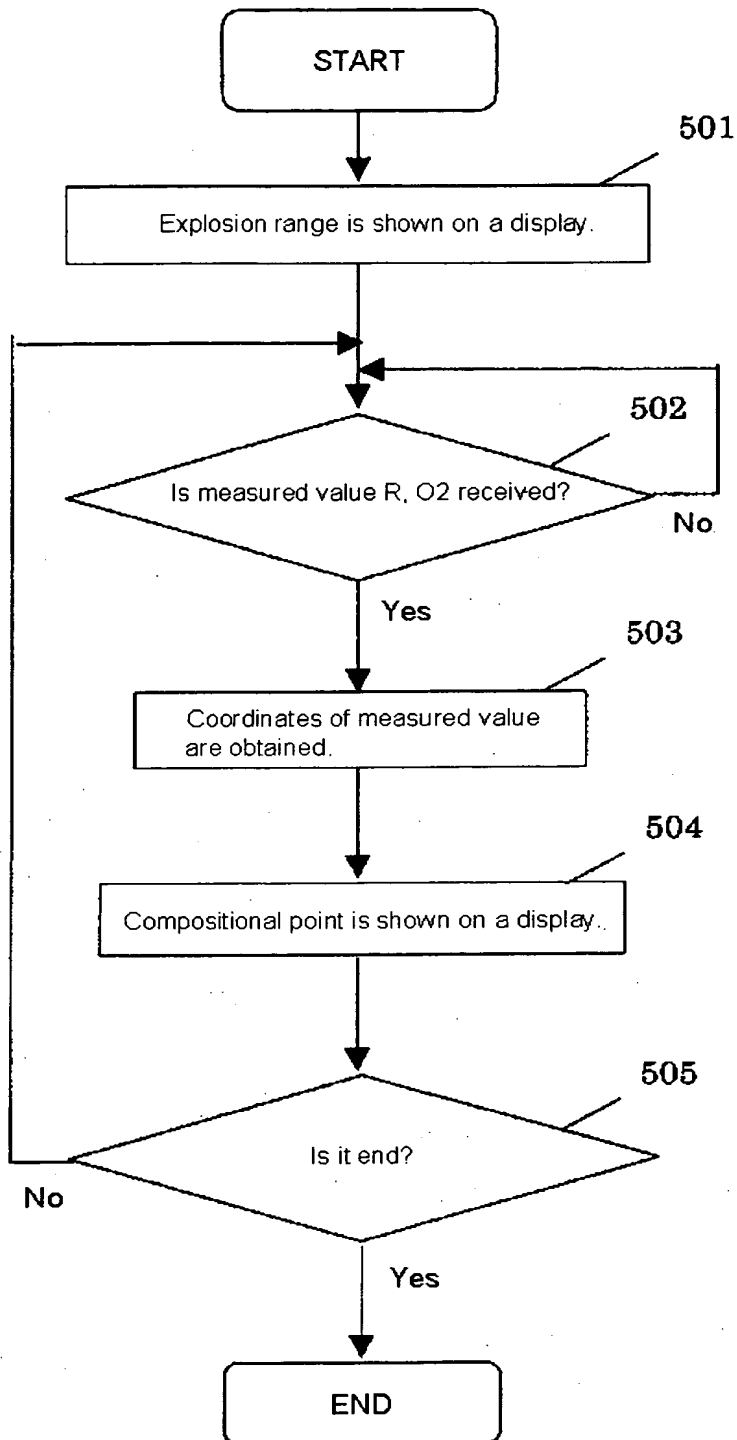 START
501
Explosion range is shown on a display.
502
Is measured value R, O2 received?
No
Yes
503
Coordinates of measured value
are obtained.
504
Compositional point is shown on a display.
505
Is it end?
No
Yes
END